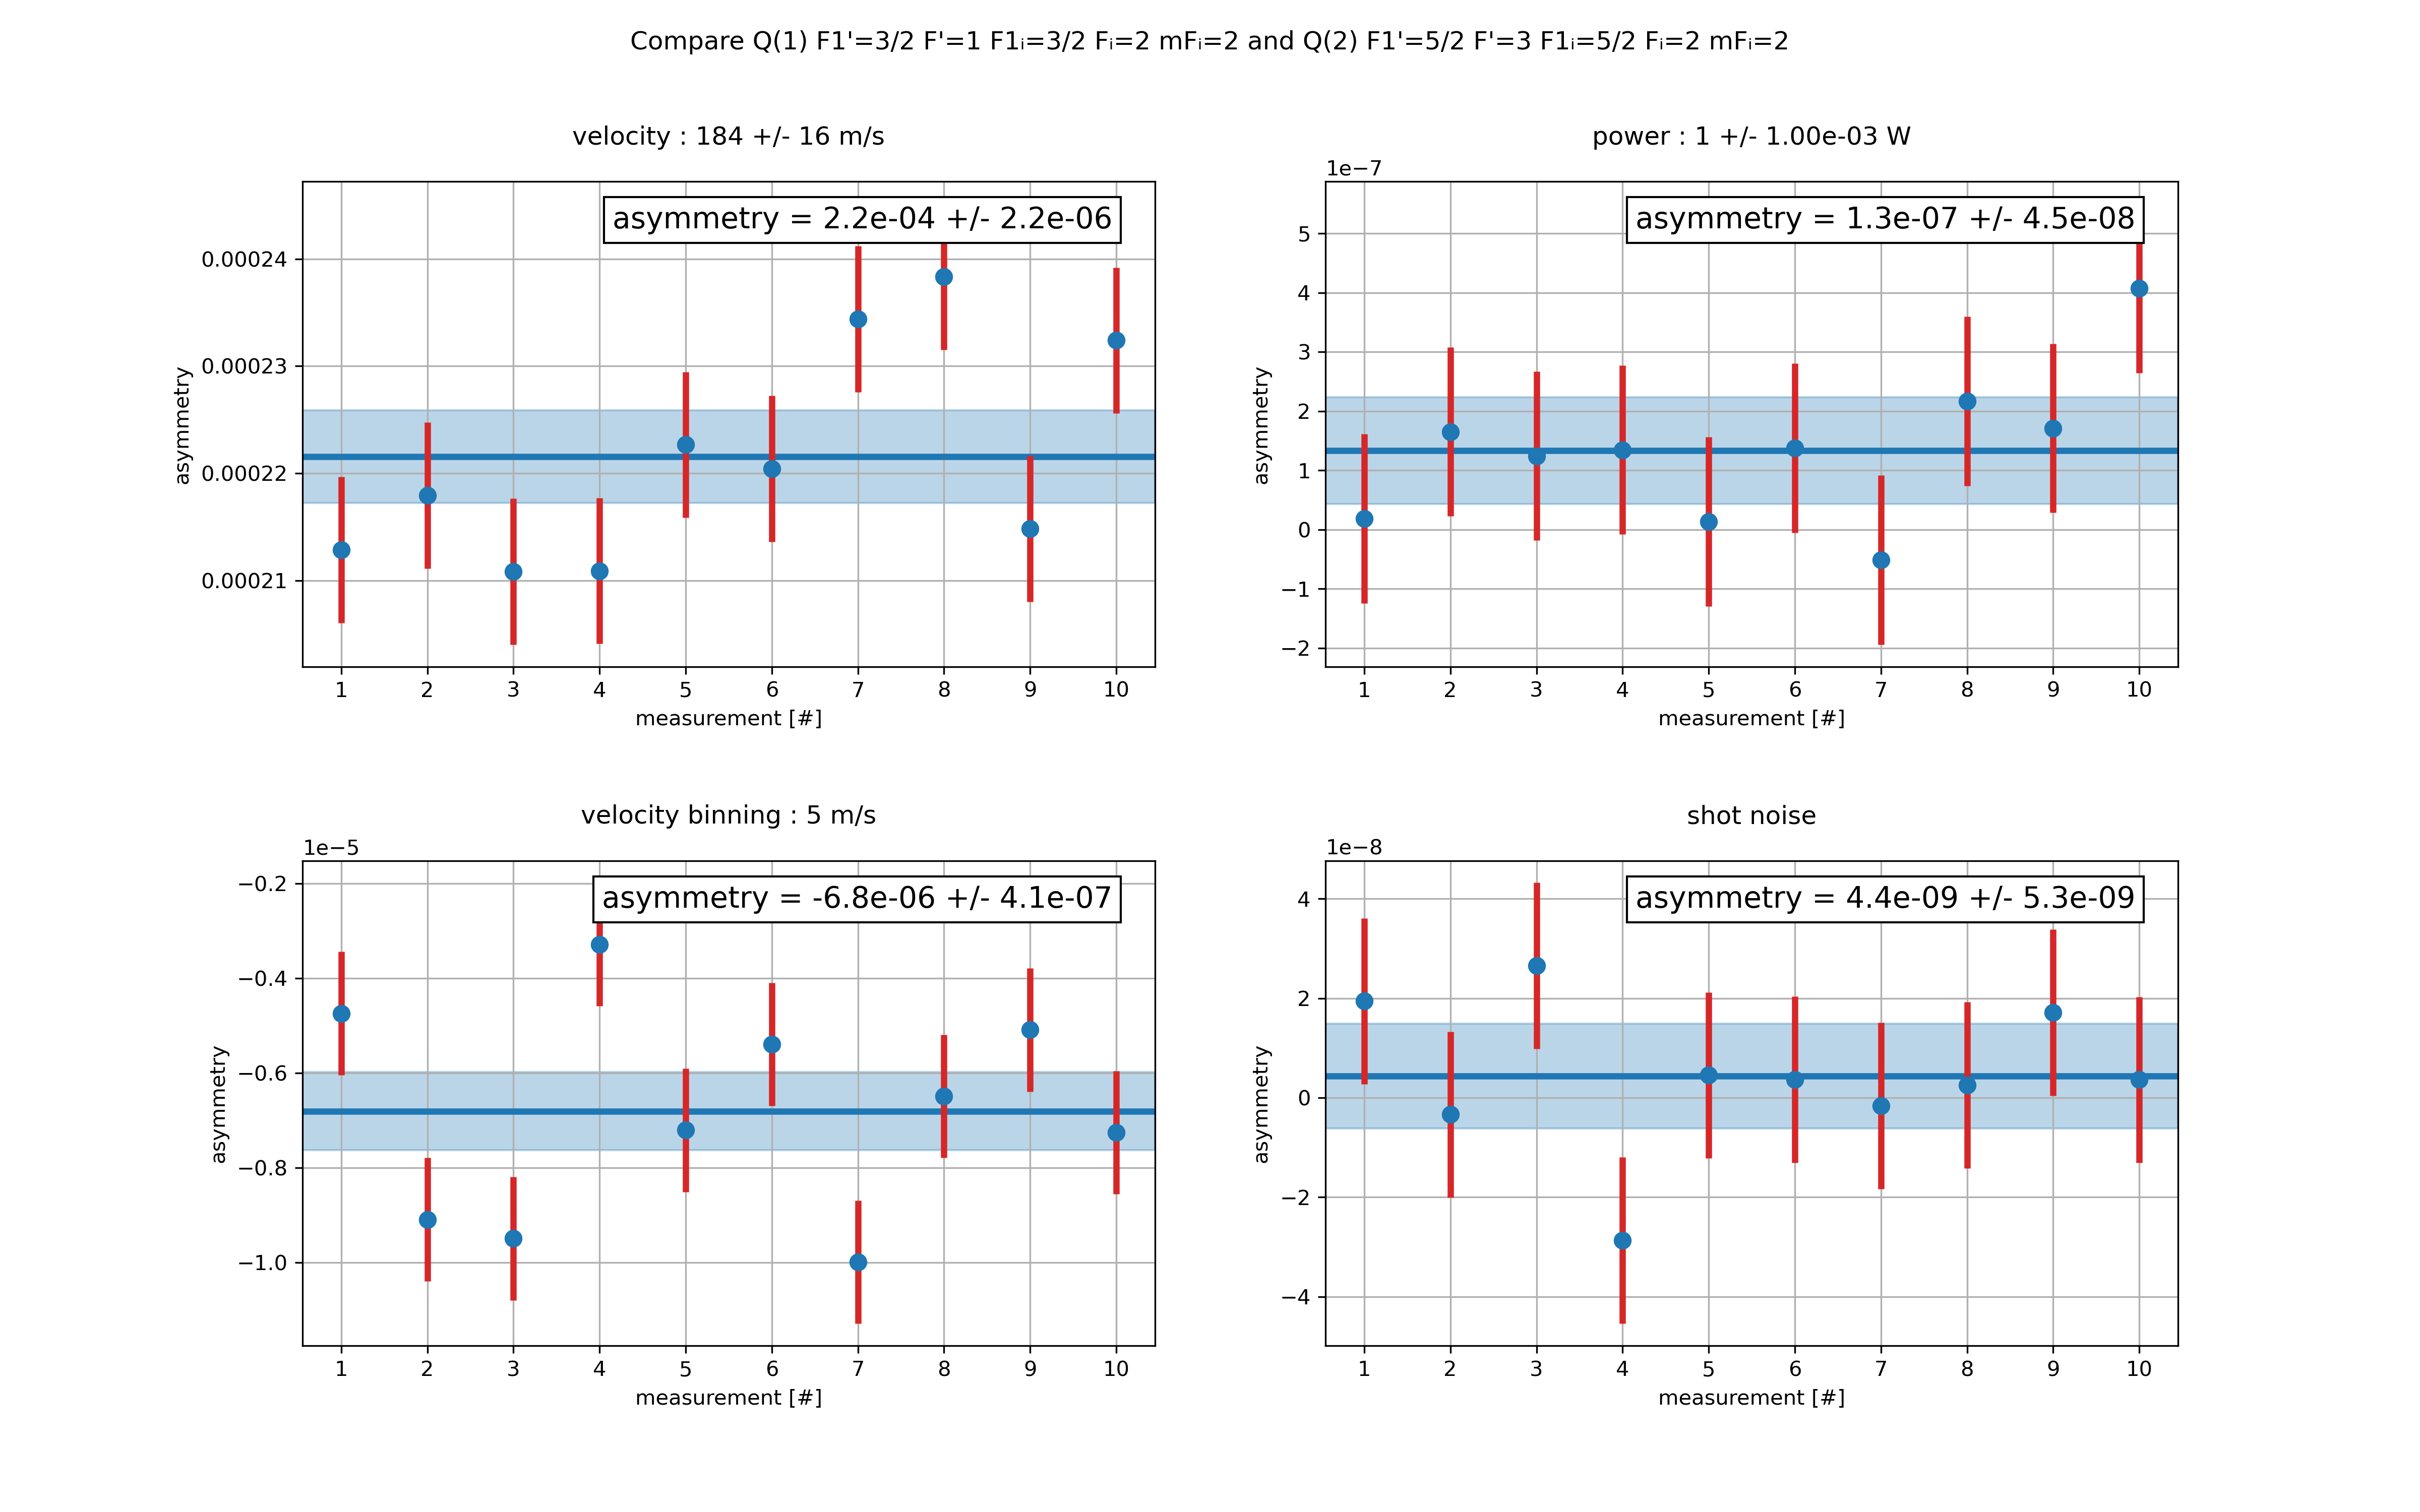 Compare Q(1) F1'=3/2 F'=1 F1ᵢ=3/2 Fᵢ=2 mFᵢ=2 and Q(2) F1'=5/2 F'=3 F1ᵢ=5/2 Fᵢ=2 mFᵢ=2
velocity : 184 +/- 16 m/s
asymmetry = 2.2e-04 +/- 2.2e-06
0.00024
0.00023
0.00022
0.00021
asymmetry
1 2 3 4 5 6 7 8 9 10
measurement [#]
power : 1 +/- 1.00e-03 W
1e−7
asymmetry = 1.3e-07 +/- 4.5e-08
5
4
3
2
1
0
−1
−2
asymmetry
1 2 3 4 5 6 7 8 9 10
measurement [#]
velocity binning : 5 m/s
1e−5
asymmetry = -6.8e-06 +/- 4.1e-07
−0.2
−0.4
−0.6
−0.8
−1.0
asymmetry
1 2 3 4 5 6 7 8 9 10
measurement [#]
shot noise
1e−8
asymmetry = 4.4e-09 +/- 5.3e-09
4
2
0
−2
−4
asymmetry
1 2 3 4 5 6 7 8 9 10
measurement [#]